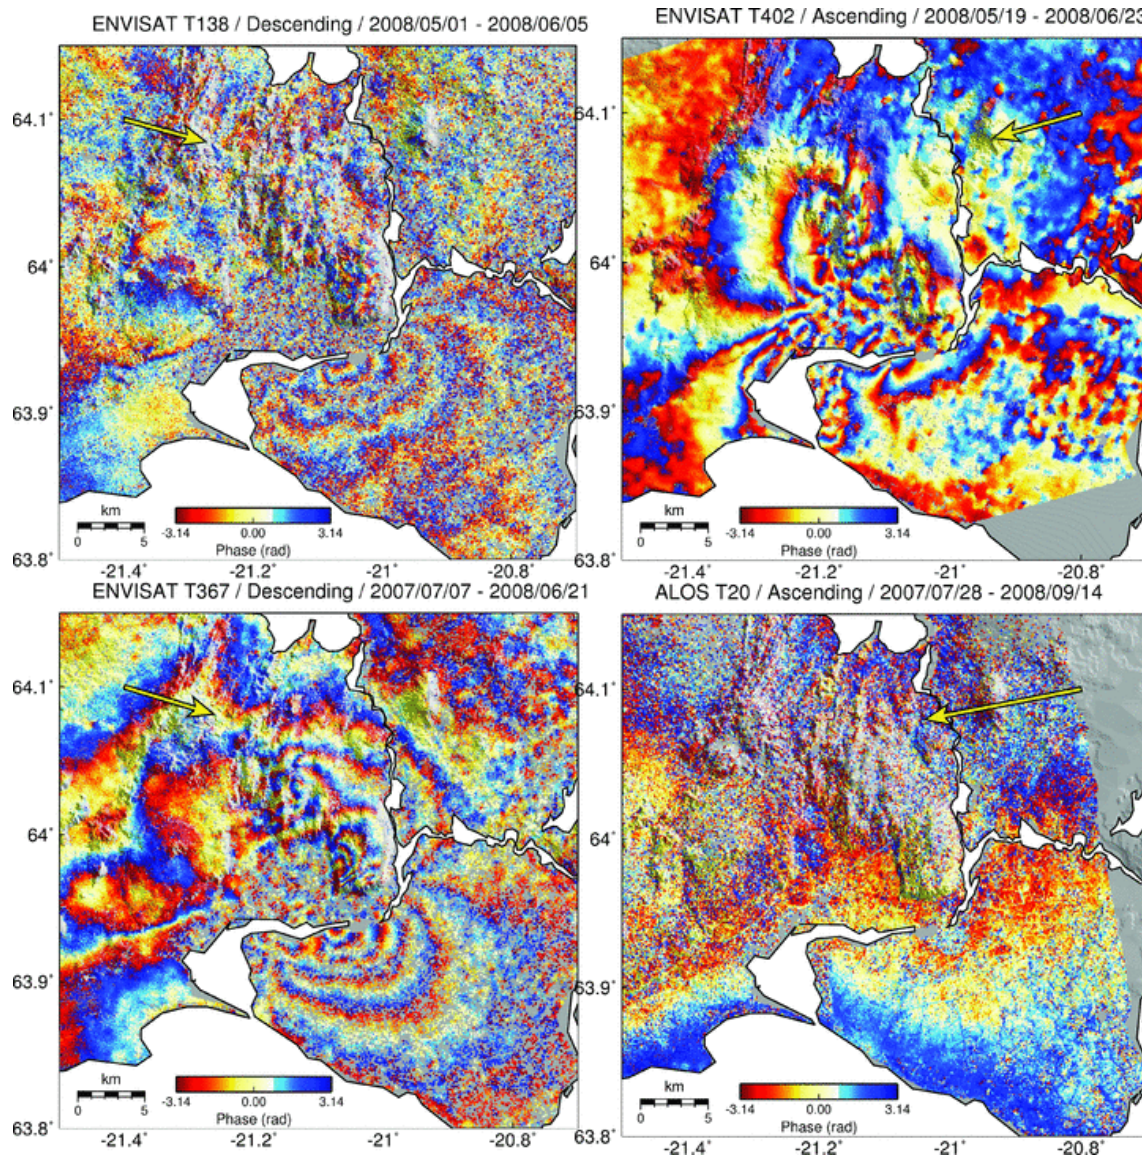 ENVISAT T138 / Descending / 2008/05/01 - 2008/06/05
64.1
64
63.9
63.8
km
0 5
-3.14 0.00 3.14
Phase (rad)
-21.4 -21.2 -21 -20.8
ENVISAT T402 / Ascending / 2008/05/19 - 2008/06/23
64.1
64
63.9
63.8
km
0 5
-3.14 0.00 3.14
Phase (rad)
-21.4 -21.2 -21 -20.8
ENVISAT T367 / Descending / 2007/07/07 - 2008/06/21
64.1
64
63.9
63.8
km
0 5
-3.14 0.00 3.14
Phase (rad)
-21.4 -21.2 -21 -20.8
ALOS T20 / Ascending / 2007/07/28 - 2008/09/14
64.1
64
63.9
63.8
km
0 5
-3.14 0.00 3.14
Phase (rad)
-21.4 -21.2 -21 -20.8